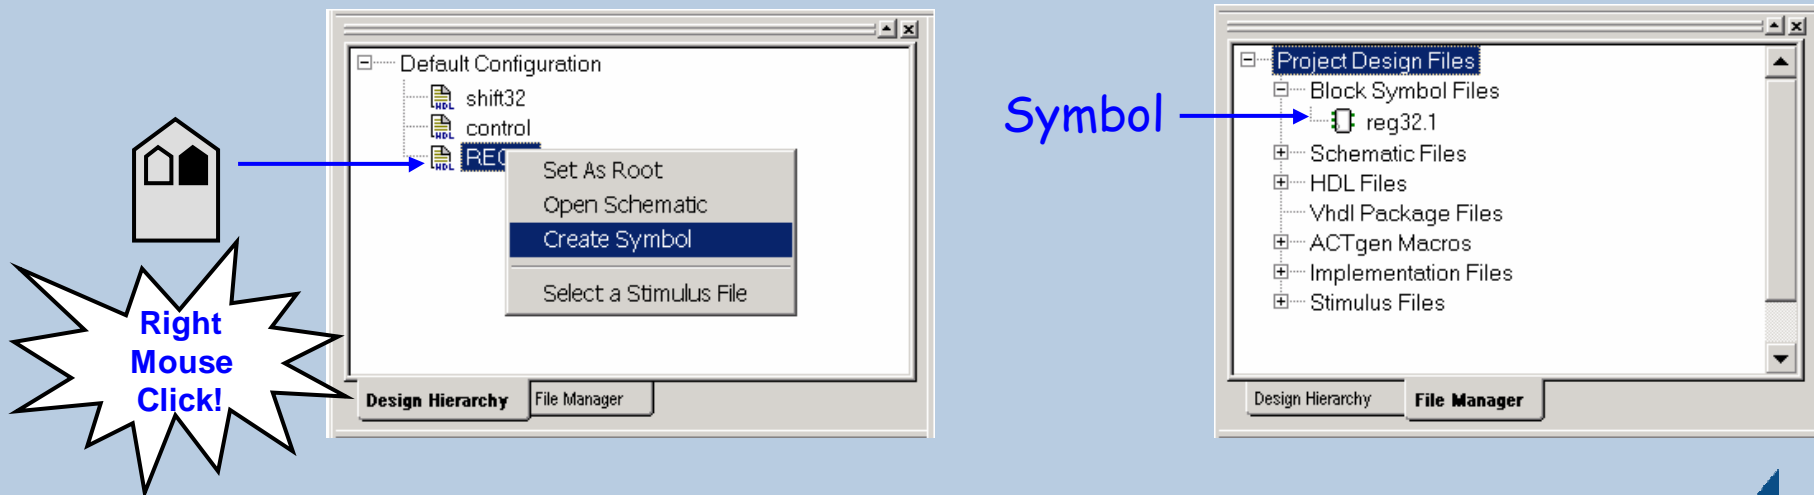 Default Configuration
shift32
control
Set As Root
Open Schematic
Create Symbol
Select a Stimulus File
Design Hierarchy
File Manager
Right
Mouse
Click!
Symbol
Project Design Files
Block Symbol Files
reg32.1
Schematic Files
HDL Files
Vhdl Package Files
ACTgen Macros
Implementation Files
Stimulus Files
Design Hierarchy
File Manager